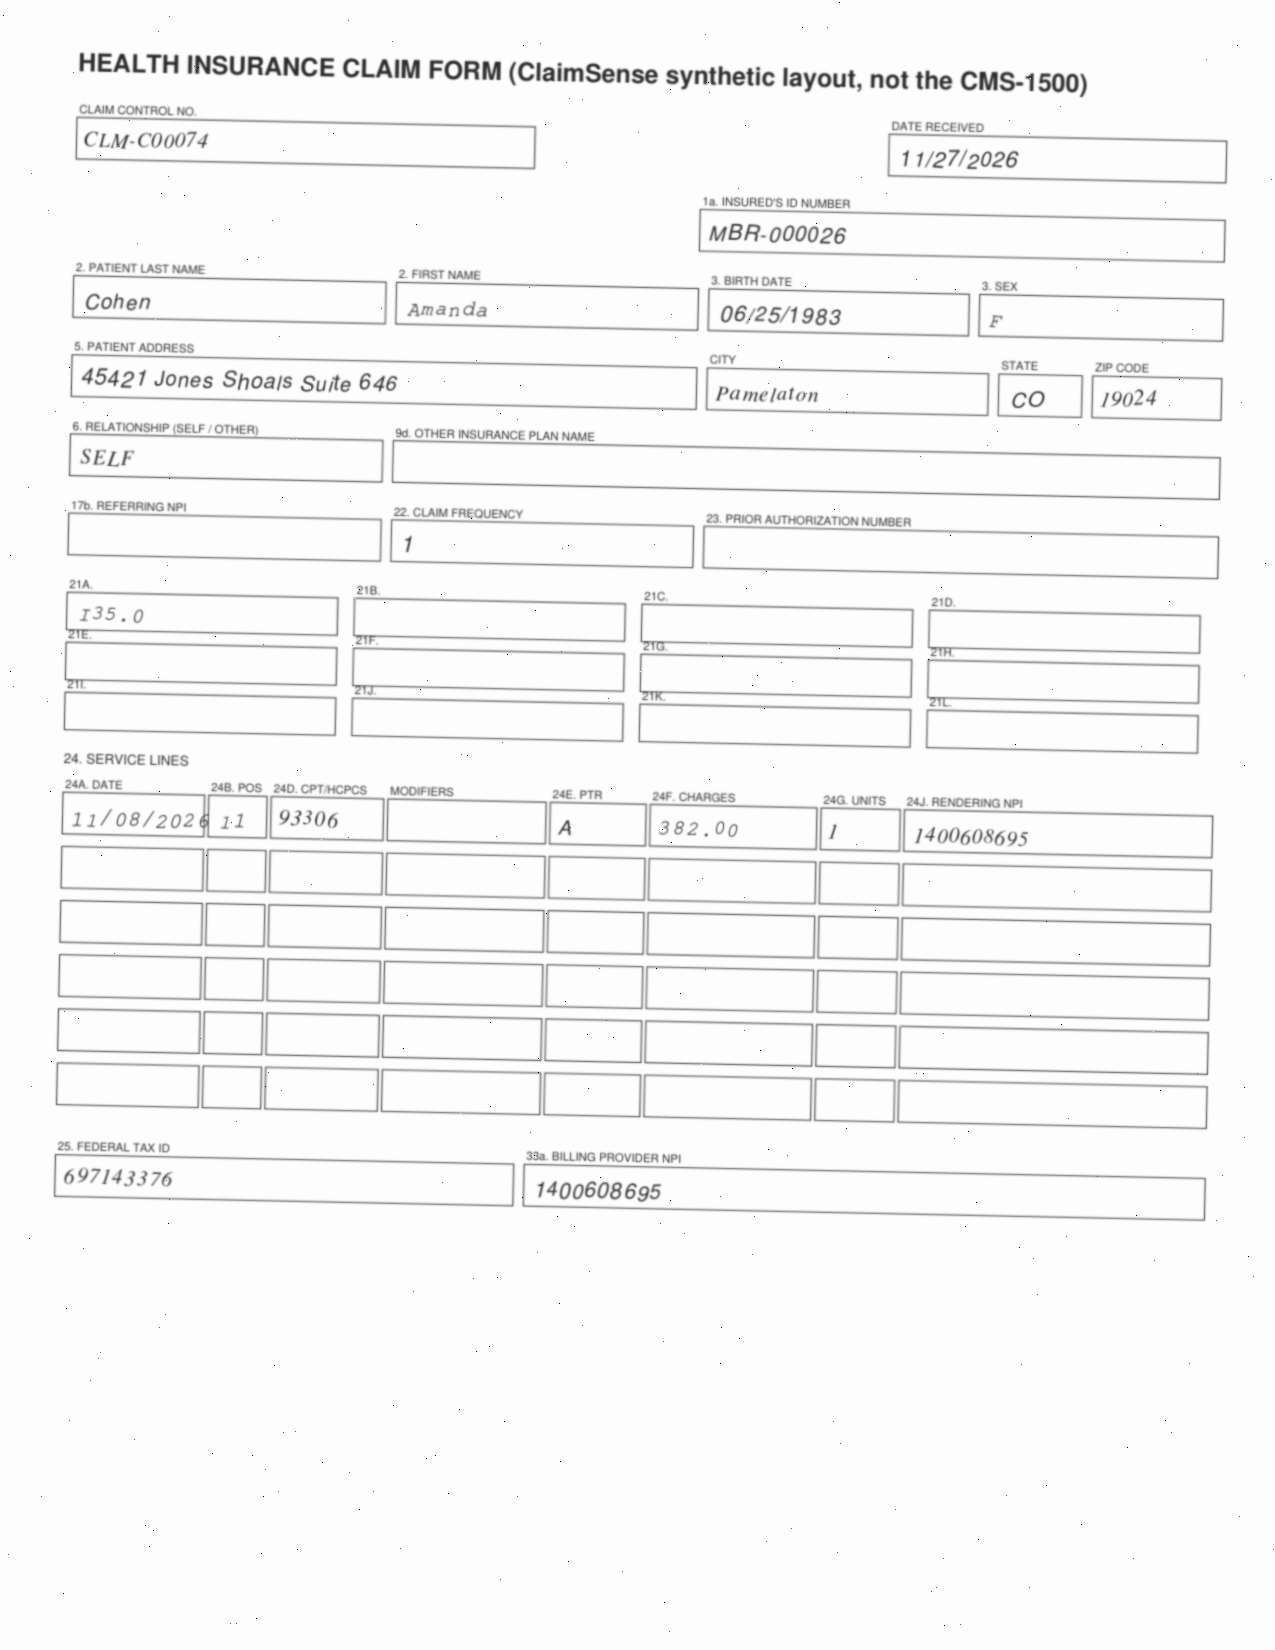 HEALTH INSURANCE CLAIM FORM (ClaimSense synthetic layout, not the CMS-1500)
CLAIM CONTROL NO.
CLM-C00074
DATE RECEIVED
11/27/2026
1a. INSURED'S ID NUMBER
MBR-000026
2. PATIENT LAST NAME 2. FIRST NAME 3. BIRTH DATE 3. SEX
Cohen Amanda 06/25/1983 F
5. PATIENT ADDRESS CITY STATE ZIP CODE
45421 Jones Shoals Suite 646 Pamelaton CO 19024
6. RELATIONSHIP (SELF / OTHER) 9d. OTHER INSURANCE PLAN NAME
SELF
17b. REFERRING NPI 22. CLAIM FREQUENCY 23. PRIOR AUTHORIZATION NUMBER
1
21A. 21B. 21C. 21D.
I35.0
21E. 21F. 21G. 21H.
21I. 21J. 21K. 21L.
24. SERVICE LINES
24A. DATE 24B. POS 24D. CPT/HCPCS MODIFIERS 24E. PTR 24F. CHARGES 24G. UNITS 24J. RENDERING NPI
11/08/2026 11 93306 A 382.00 1 1400608695
25. FEDERAL TAX ID 33a. BILLING PROVIDER NPI
697143376 1400608695